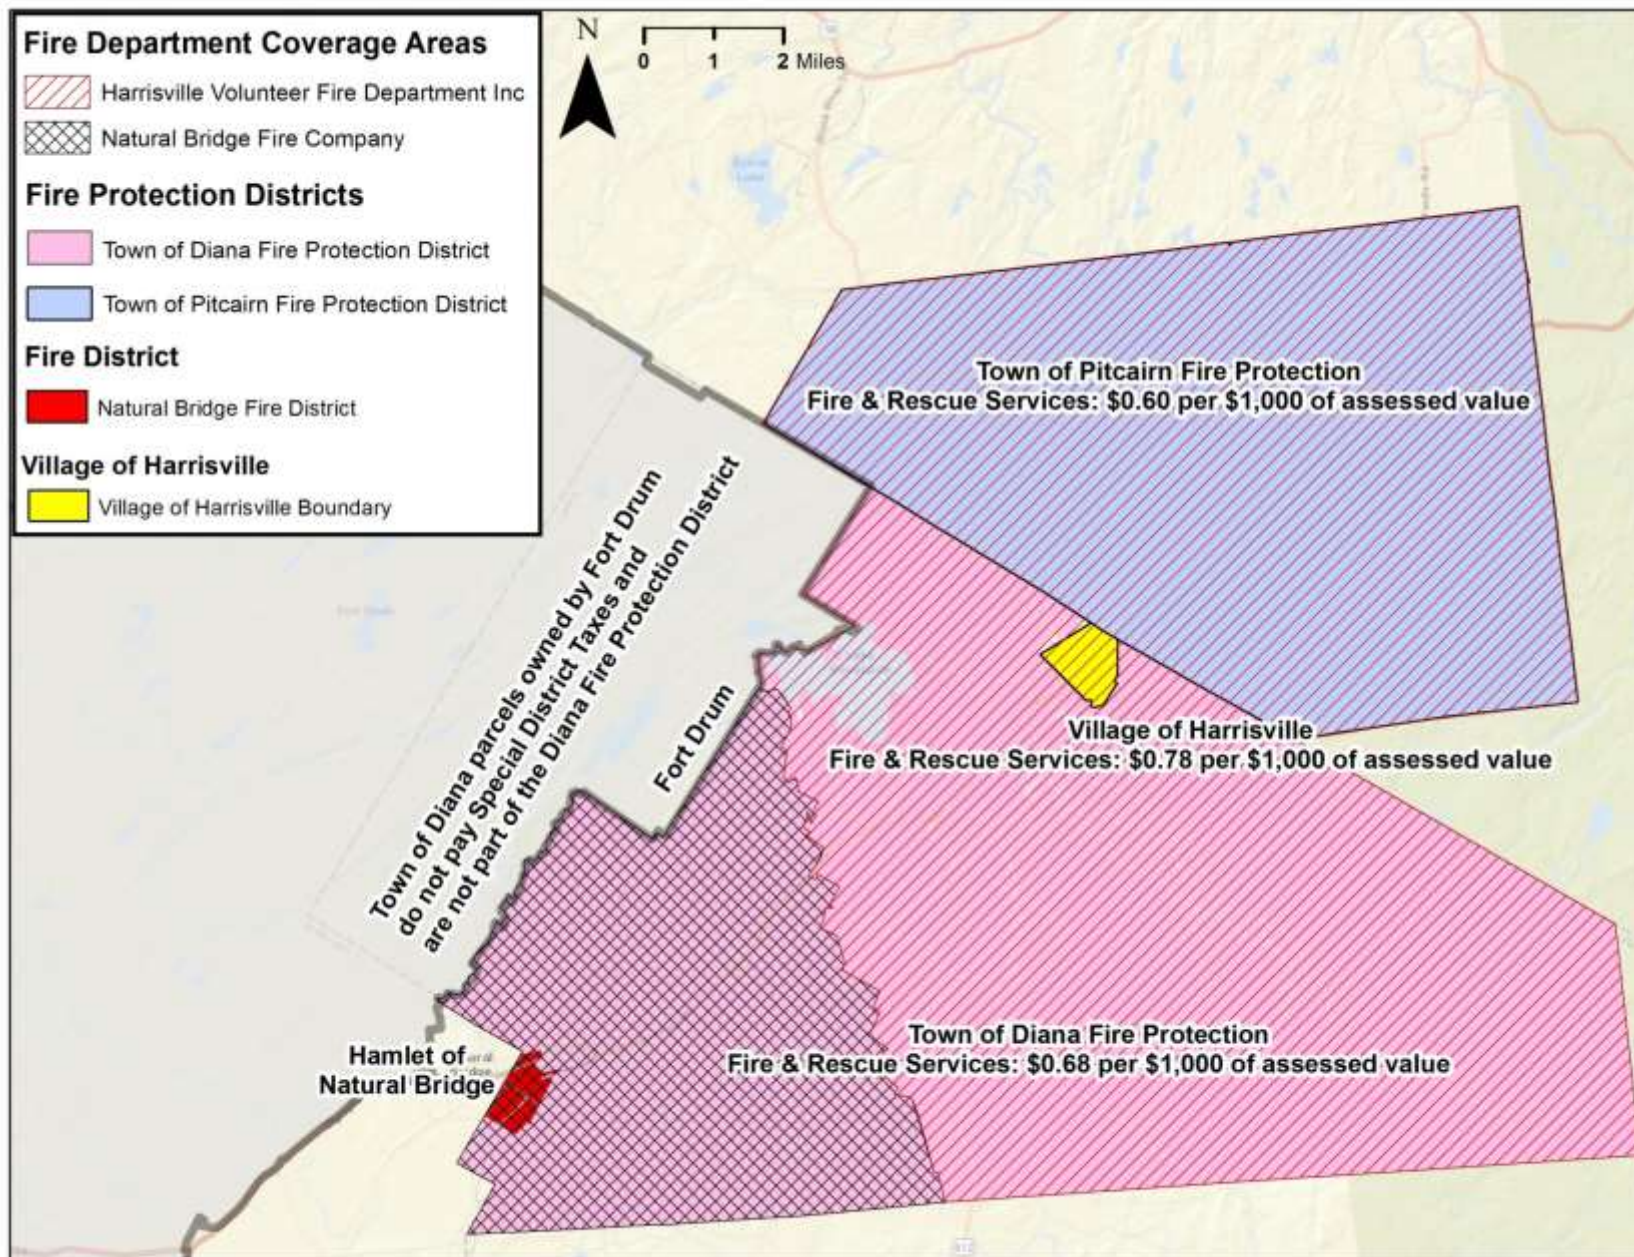 Fire Department Coverage Areas
Harrisville Volunteer Fire Department Inc
Natural Bridge Fire Company
Fire Protection Districts
Town of Diana Fire Protection District
Town of Pitcairn Fire Protection District
Fire District
Natural Bridge Fire District
Village of Harrisville
Village of Harrisville Boundary
N
0 1 2 Miles
Town of Pitcairn Fire Protection
Fire & Rescue Services: $0.60 per $1,000 of assessed value
Town of Diana parcels owned by Fort Drum
do not pay Special District Taxes and
are not part of the Diana Fire Protection District
Fort Drum
Village of Harrisville
Fire & Rescue Services: $0.78 per $1,000 of assessed value
Town of Diana Fire Protection
Fire & Rescue Services: $0.68 per $1,000 of assessed value
Hamlet of
Natural Bridge